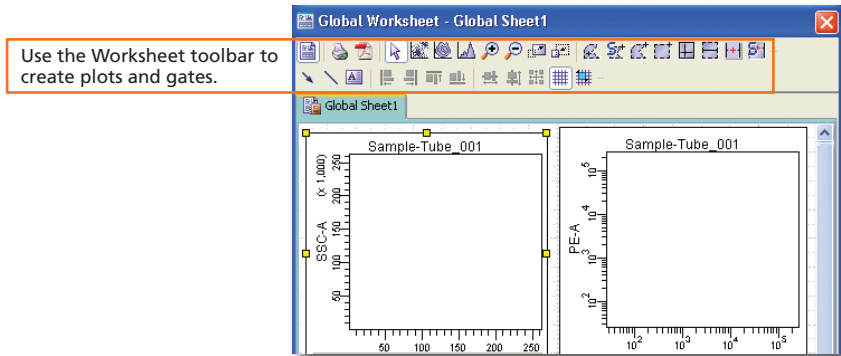 Global Worksheet - Global Sheet1
Use the Worksheet toolbar to
create plots and gates.
Global Sheet1
Sample-Tube_001
(x 1,000)
SSC-A
250
200
150
100
50
50 100 150 200 250
Sample-Tube_001
PE-A
10^5
10^4
10^3
10^2
10^2 10^3 10^4 10^5